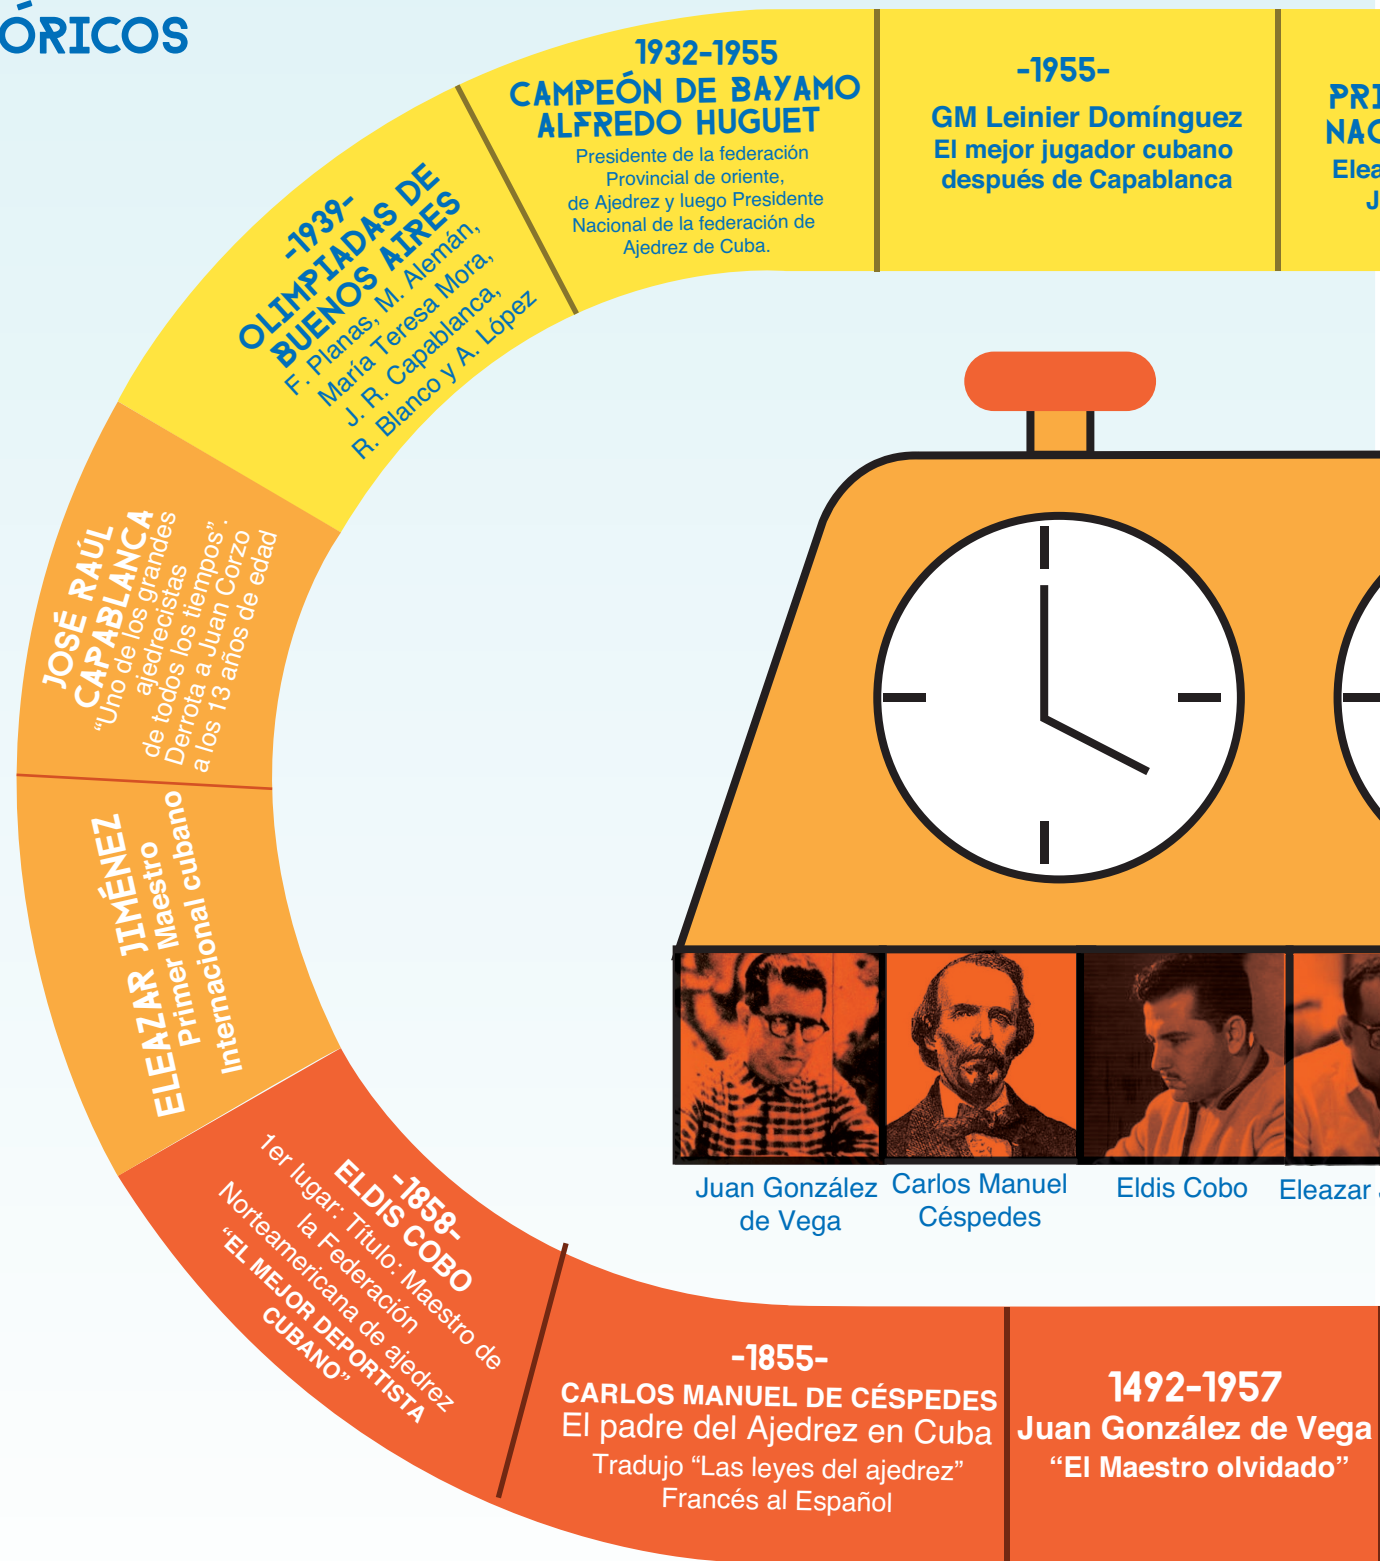 ÓRICOS
1932-1955
CAMPEÓN DE BAYAMO
ALFREDO HUGUET
Presidente de la federación
Provincial de oriente,
de Ajedrez y luego Presidente
Nacional de la federación de
Ajedrez de Cuba.
-1955-
GM Leinier Domínguez
El mejor jugador cubano
después de Capablanca
PRI
NAC
Elea
J
-1939-
OLIMPIADAS DE
BUENOS AIRES
F. Planas, M. Alemán,
María Teresa Mora,
J. R. Capablanca,
R. Blanco y A. López
JOSÉ RAÚL
CAPABLANCA
“Uno de los grandes
ajedrecistas
de todos los tiempos”.
Derrota a Juan Corzo
a los 13 años de edad
ELEAZAR JIMÉNEZ
Primer Maestro
Internacional cubano
-1858-
ELDIS COBO
1er lugar: Título: Maestro de
la Federación
Norteamericana de ajedrez
“EL MEJOR DEPORTISTA
CUBANO”
Juan González
de Vega
Carlos Manuel
Céspedes
Eldis Cobo
Eleazar
-1855-
CARLOS MANUEL DE CÉSPEDES
El padre del Ajedrez en Cuba
Tradujo “Las leyes del ajedrez”
Francés al Español
1492-1957
Juan González de Vega
“El Maestro olvidado”